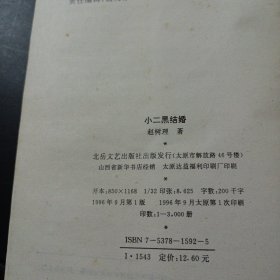 小二黑结婚
赵树理 著
北岳文艺出版社出版发行(太原市解放路46号楼)
山西省新华书店经销 太原达益福利印刷厂印刷
开本:850×1168 1/32 印张:8.625 字数:200千字
1996年9月第1版 1996年9月太原第1次印刷
印数:1—3,000册
ISBN 7-5378-1592-5
I·1543 定价:12.60元